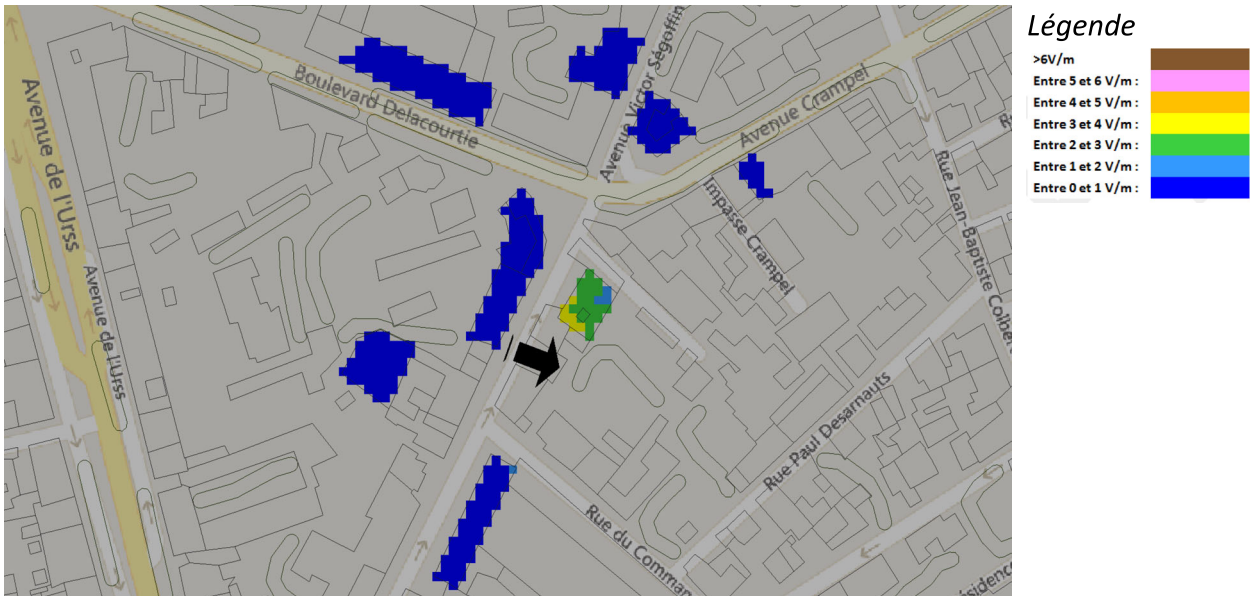 Légende
>6V/m
Entre 5 et 6 V/m :
Entre 4 et 5 V/m :
Entre 3 et 4 V/m :
Entre 2 et 3 V/m :
Entre 1 et 2 V/m :
Entre 0 et 1 V/m :
Avenue de l'Urss
Avenue de l'Urss
Boulevard Delacourtie
Avenue Victor Ségoffin
Avenue Crampel
Impasse Crampel
Rue Jean-Baptiste Colber
Rue Paul Desarnauts
Rue du Comman
ésidence